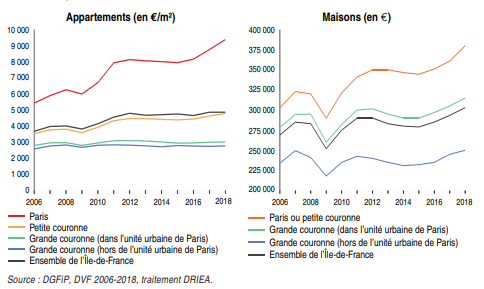 Appartements (en €/m²)
10 000
9 000
8 000
7 000
6 000
5 000
4 000
3 000
2 000
1 000
0
2006 2008 2010 2012 2014 2016 2018
Paris
Petite couronne
Grande couronne (dans l'unité urbaine de Paris)
Grande couronne (hors de l'unité urbaine de Paris)
Ensemble de l'Île-de-France
Maisons (en €)
400 000
375 000
350 000
325 000
300 000
275 000
250 000
225 000
200 000
2006 2008 2010 2012 2014 2016 2018
Paris ou petite couronne
Grande couronne (dans l'unité urbaine de Paris)
Grande couronne (hors de l'unité urbaine de Paris)
Ensemble de l'Île-de-France
Source : DGFiP, DVF 2006-2018, traitement DRIEA.